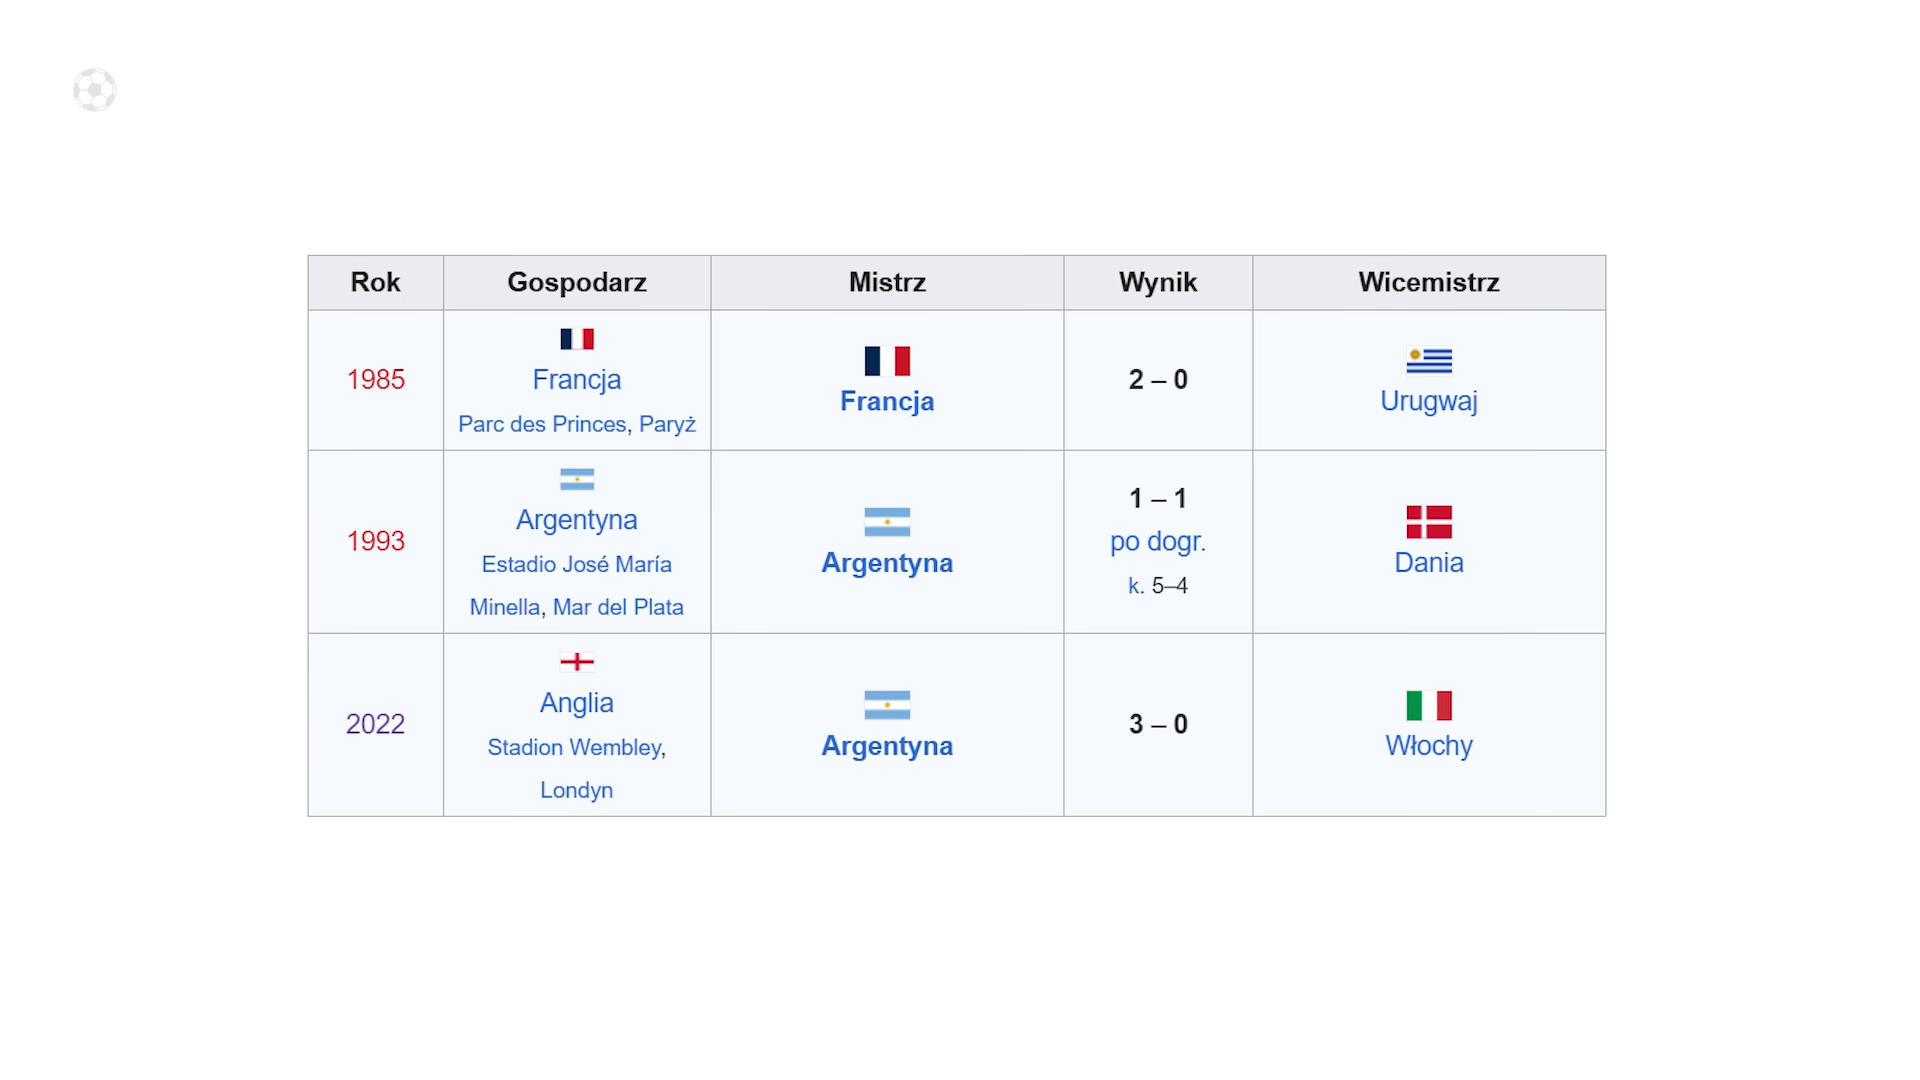 Rok Gospodarz Mistrz Wynik Wicemistrz
1985
Francja
Parc des Princes, Paryż
Francja
2 – 0
Urugwaj
1993
Argentyna
Estadio José María
Minella, Mar del Plata
Argentyna
1 – 1
po dogr.
k. 5–4
Dania
2022
Anglia
Stadion Wembley,
Londyn
Argentyna
3 – 0
Włochy